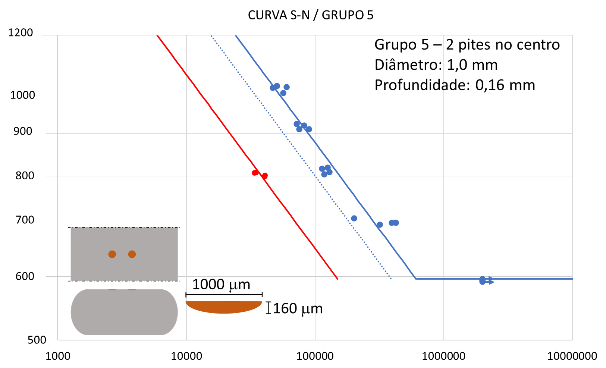 CURVA S-N / GRUPO 5
1200
1000
900
800
700
600
500
Grupo 5 – 2 pites no centro
Diâmetro: 1,0 mm
Profundidade: 0,16 mm
1000 μm
160 μm
1000
10000
100000
1000000
10000000